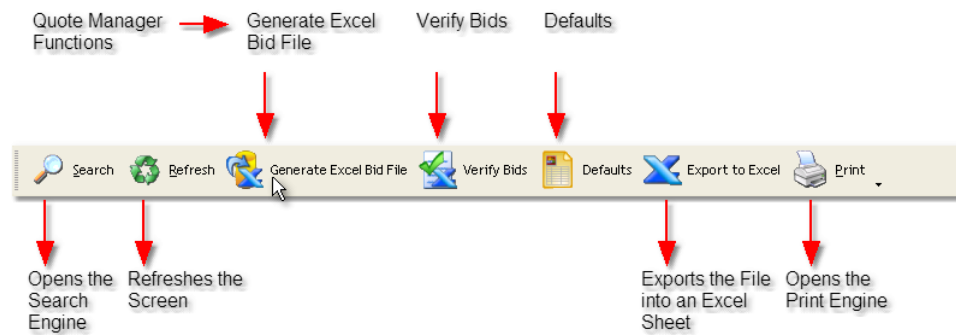 Quote Manager Functions
Generate Excel Bid File
Verify Bids
Defaults
Search
Refresh
Generate Excel Bid File
Verify Bids
Defaults
Export to Excel
Print
Opens the Search Engine
Refreshes the Screen
Exports the File into an Excel Sheet
Opens the Print Engine